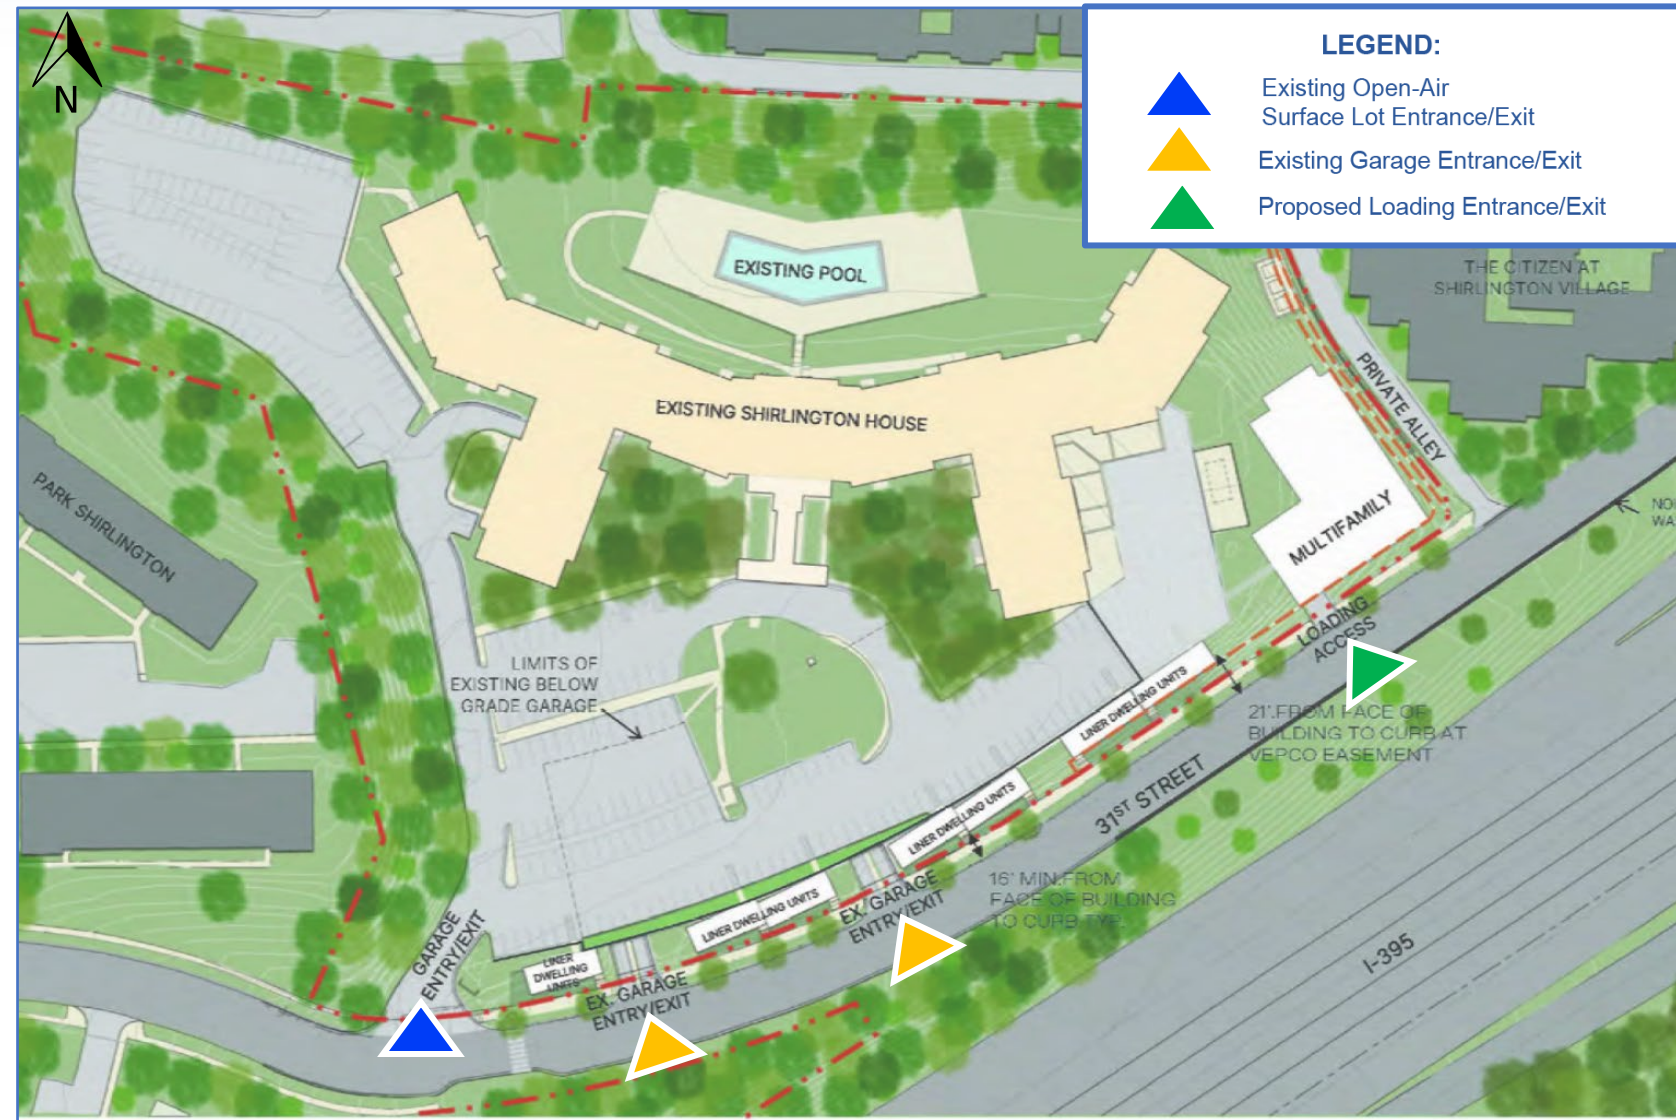 N
LEGEND:
Existing Open-Air
Surface Lot Entrance/Exit
Existing Garage Entrance/Exit
Proposed Loading Entrance/Exit
THE CITIZEN AT
SHIRLINGTON VILLAGE
EXISTING POOL
PRIVATE ALLEY
EXISTING SHIRLINGTON HOUSE
PARK SHIRLINGTON
MULTIFAMILY
LOADING
ACCESS
LIMITS OF
EXISTING BELOW
GRADE GARAGE
LINER DWELLING UNITS
21' FROM FACE OF
BUILDING TO CURB AT
VEPCO EASEMENT
31ST STREET
LINER DWELLING UNITS
16' MIN.FROM
FACE OF BUILDING
TO CURB TYP.
LINER DWELLING UNITS
EX. GARAGE
ENTRY/EXIT
GARAGE
ENTRY/EXIT
LINER
DWELLING
UNITS
EX. GARAGE
ENTRY/EXIT
I-395